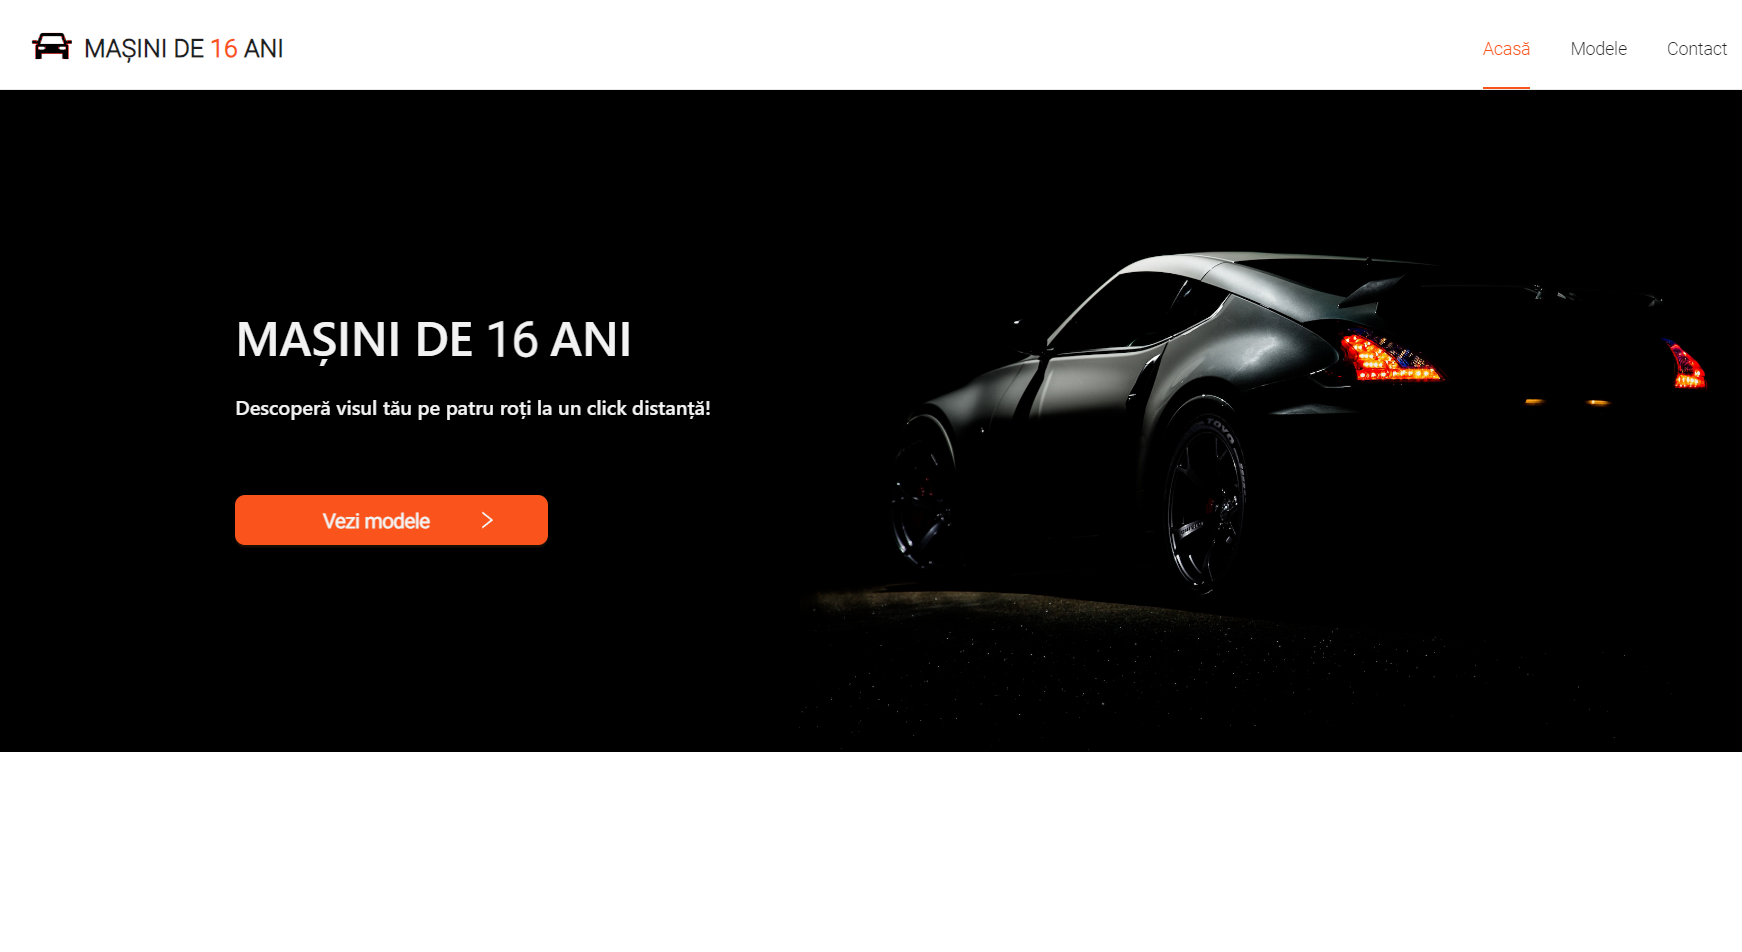 MAȘINI DE 16 ANI
Acasă
Modele
Contact
MAȘINI DE 16 ANI
Descoperă visul tău pe patru roți la un click distanță!
Vezi modele
TOYO